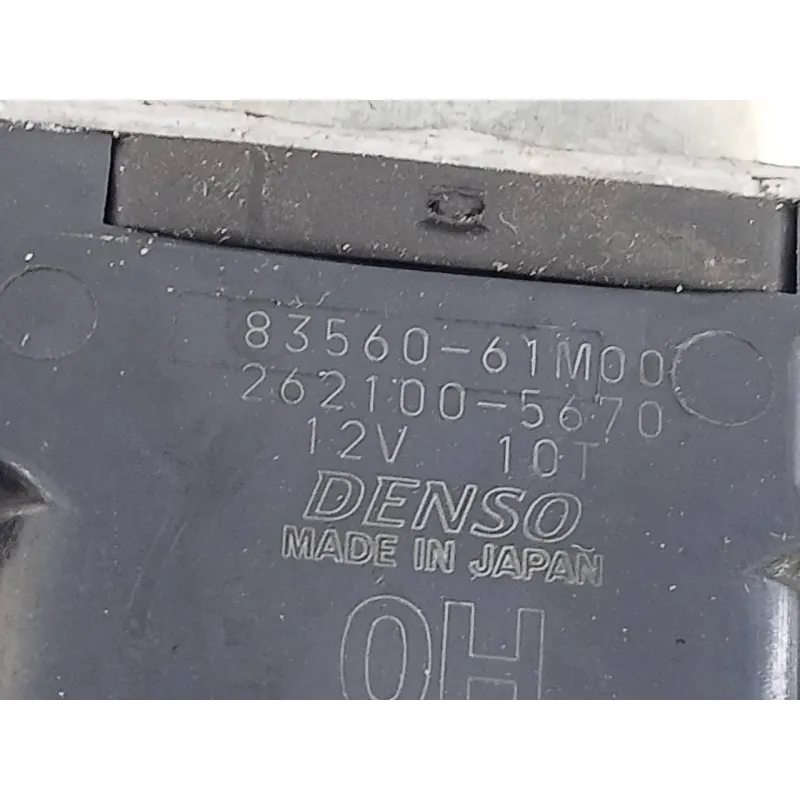 83560-61M00
262100-5670
12V 10T
DENSO
MADE IN JAPAN
0H